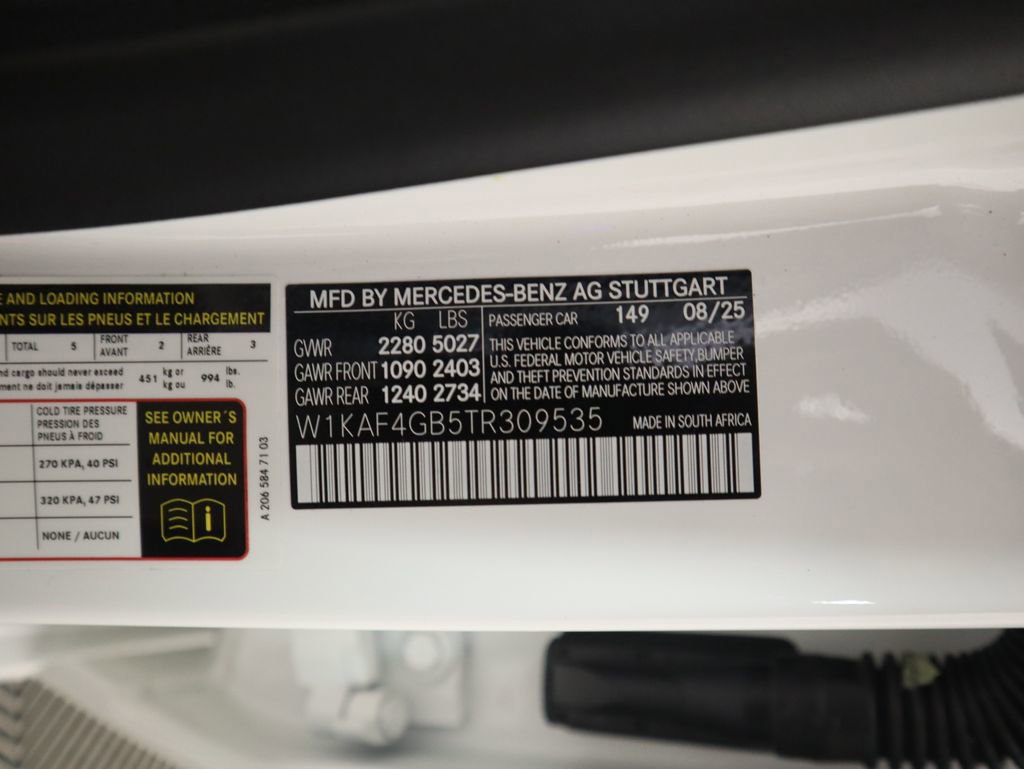 E AND LOADING INFORMATION
NTS SUR LES PNEUS ET LE CHARGEMENT
TOTAL 5 FRONT AVANT 2 REAR ARRIÈRE 3
nd cargo should never exceed 451 kg or 994 lbs.
ment ne doit jamais dépasser kg ou lb.
COLD TIRE PRESSURE
PRESSION DES
PNEUS À FROID
270 KPA, 40 PSI
320 KPA, 47 PSI
NONE / AUCUN
SEE OWNER´S
MANUAL FOR
ADDITIONAL
INFORMATION
A 206 584 71 03
MFD BY MERCEDES-BENZ AG STUTTGART
KG LBS
GVWR 2280 5027
GAWR FRONT 1090 2403
GAWR REAR 1240 2734
PASSENGER CAR 149 08/25
THIS VEHICLE CONFORMS TO ALL APPLICABLE
U.S. FEDERAL MOTOR VEHICLE SAFETY, BUMPER
AND THEFT PREVENTION STANDARDS IN EFFECT
ON THE DATE OF MANUFACTURE SHOWN ABOVE
W1KAF4GB5TR309535 MADE IN SOUTH AFRICA